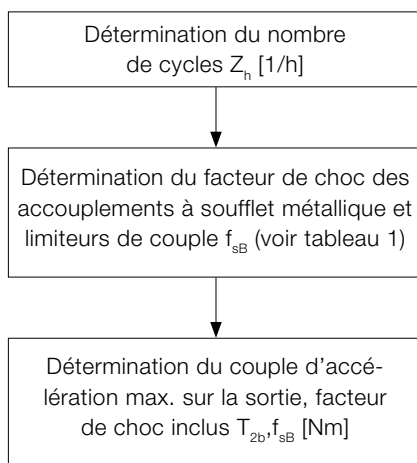 Détermination du nombre
de cycles Z_h [1/h]
Détermination du facteur de choc des
accouplements à soufflet métallique et
limiteurs de couple f_sB (voir tableau 1)
Détermination du couple d’accé-
lération max. sur la sortie, facteur
de choc inclus T_2b,f_sB [Nm]